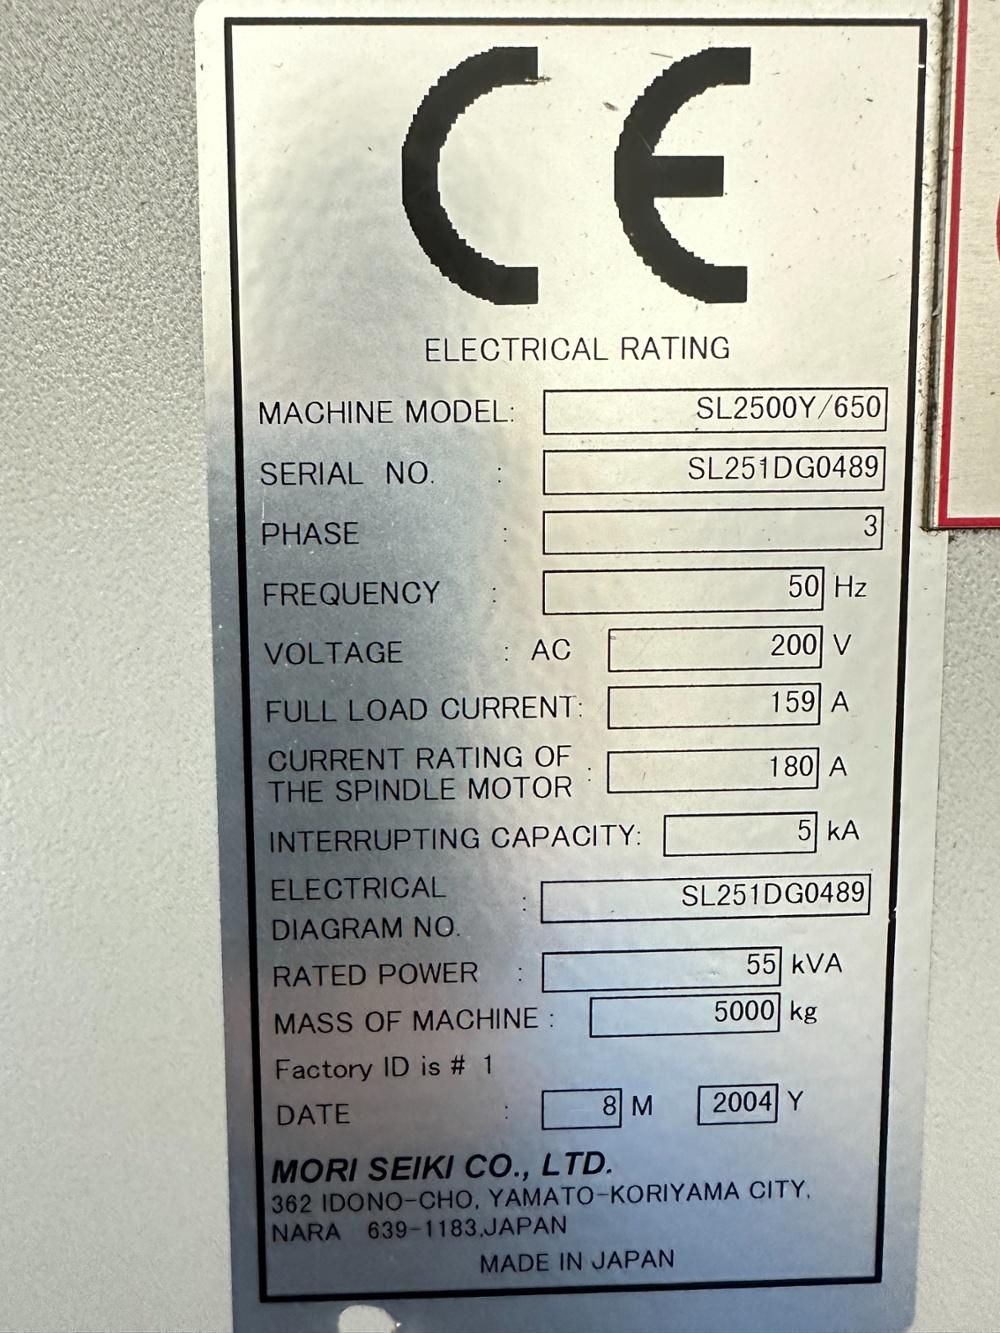 CE
ELECTRICAL RATING
MACHINE MODEL: SL2500Y/650
SERIAL NO. : SL251DG0489
PHASE : 3
FREQUENCY : 50 Hz
VOLTAGE : AC 200 V
FULL LOAD CURRENT: 159 A
CURRENT RATING OF
THE SPINDLE MOTOR : 180 A
INTERRUPTING CAPACITY: 5 kA
ELECTRICAL
DIAGRAM NO. : SL251DG0489
RATED POWER : 55 kVA
MASS OF MACHINE : 5000 kg
Factory ID is # 1
DATE : 8 M 2004 Y
MORI SEIKI CO., LTD.
362 IDONO-CHO, YAMATO-KORIYAMA CITY,
NARA 639-1183,JAPAN
MADE IN JAPAN